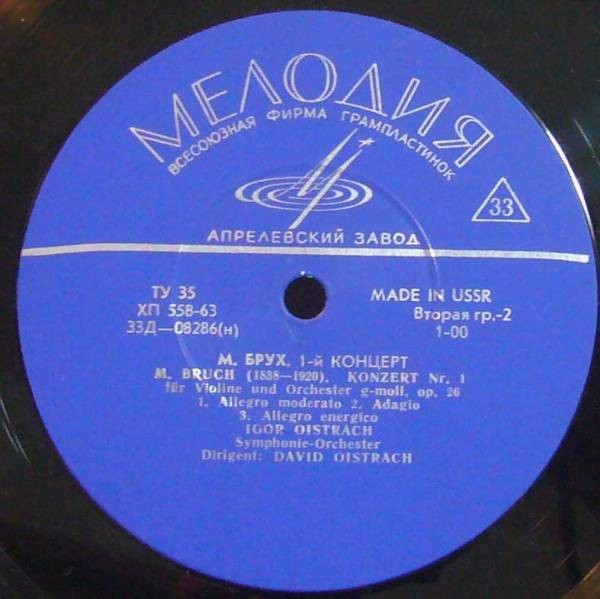 МЕЛОДИЯ
ВСЕСОЮЗНАЯ ФИРМА ГРАМПЛАСТИНОК
33
АПРЕЛЕВСКИЙ ЗАВОД
ТУ 35
ХП 558-63
33Д—08286(н)
MADE IN USSR
Вторая гр.-2
1-00
М. БРУХ. 1-й КОНЦЕРТ
M. BRUCH (1838—1920). KONZERT Nr. 1
für Violine und Orchester g-moll, op. 26
1. Allegro moderato 2. Adagio
3. Allegro energico
IGOR OISTRACH
Symphonie-Orchester
Dirigent: DAVID OISTRACH